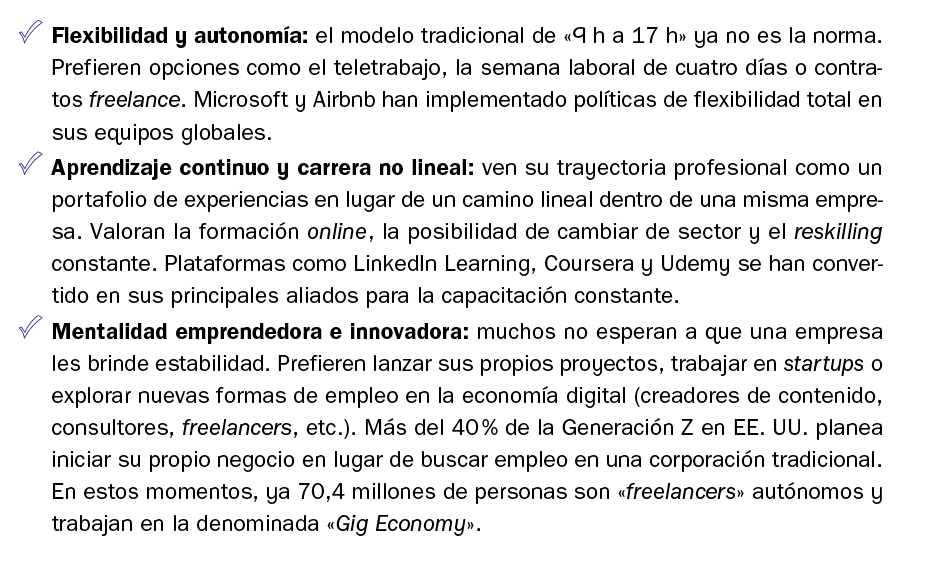 ✓ Flexibilidad y autonomía: el modelo tradicional de «9 h a 17 h» ya no es la norma.
Prefieren opciones como el teletrabajo, la semana laboral de cuatro días o contra-
tos freelance. Microsoft y Airbnb han implementado políticas de flexibilidad total en
sus equipos globales.
✓ Aprendizaje continuo y carrera no lineal: ven su trayectoria profesional como un
portafolio de experiencias en lugar de un camino lineal dentro de una misma empre-
sa. Valoran la formación online, la posibilidad de cambiar de sector y el reskilling
constante. Plataformas como LinkedIn Learning, Coursera y Udemy se han conver-
tido en sus principales aliados para la capacitación constante.
✓ Mentalidad emprendedora e innovadora: muchos no esperan a que una empresa
les brinde estabilidad. Prefieren lanzar sus propios proyectos, trabajar en startups o
explorar nuevas formas de empleo en la economía digital (creadores de contenido,
consultores, freelancers, etc.). Más del 40 % de la Generación Z en EE. UU. planea
iniciar su propio negocio en lugar de buscar empleo en una corporación tradicional.
En estos momentos, ya 70,4 millones de personas son «freelancers» autónomos y
trabajan en la denominada «Gig Economy».